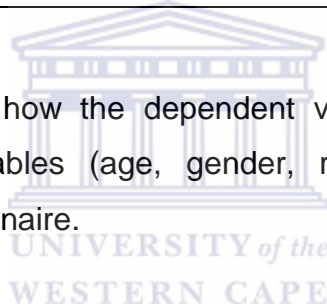 how the dependent v
ables (age, gender, r
naire.
UNIVERSITY of the
WESTERN CAPE